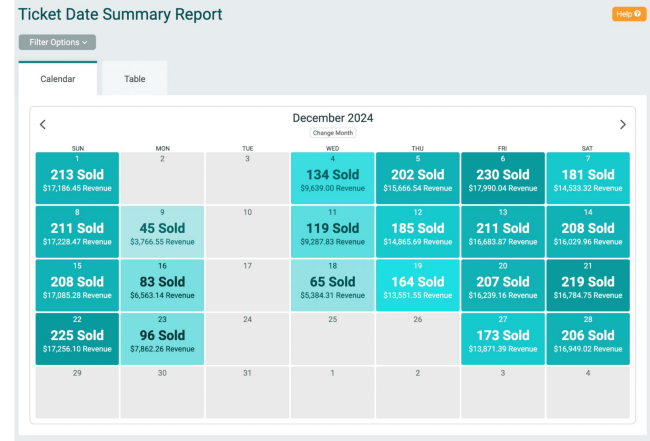 Ticket Date Summary Report
Help
Filter Options
Calendar Table
December 2024
Change Month
SUN MON TUE WED THU FRI SAT
1 2 3 4 5 6 7
213 Sold 134 Sold 202 Sold 230 Sold 181 Sold
$17,186.45 Revenue $9,639.00 Revenue $15,666.54 Revenue $17,990.04 Revenue $14,533.32 Revenue
8 9 10 11 12 13 14
211 Sold 45 Sold 119 Sold 185 Sold 211 Sold 208 Sold
$17,228.47 Revenue $3,766.55 Revenue $9,287.83 Revenue $14,865.69 Revenue $16,683.87 Revenue $16,029.96 Revenue
15 16 17 18 19 20 21
208 Sold 83 Sold 65 Sold 164 Sold 207 Sold 219 Sold
$17,085.28 Revenue $6,563.14 Revenue $5,384.31 Revenue $13,551.55 Revenue $16,239.16 Revenue $16,784.75 Revenue
22 23 24 25 26 27 28
225 Sold 96 Sold 173 Sold 206 Sold
$17,256.10 Revenue $7,862.26 Revenue $13,871.39 Revenue $16,949.02 Revenue
29 30 31 1 2 3 4